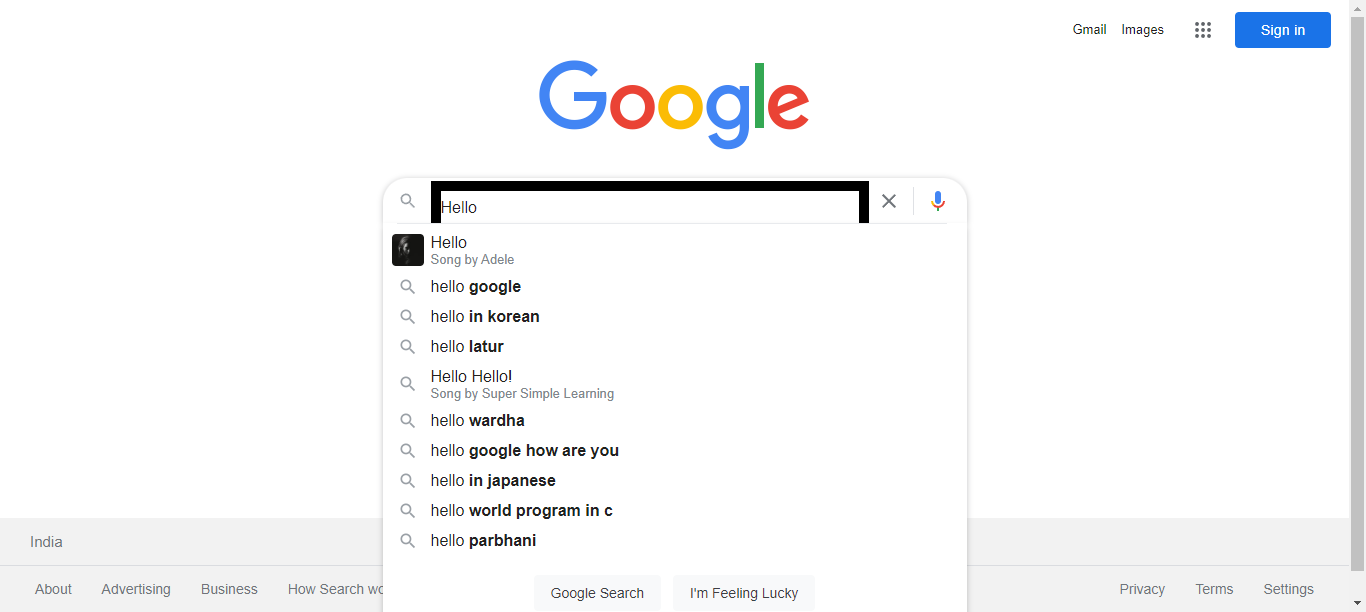 Gmail Images Sign in
Google
Hello
Hello
Song by Adele
hello google
hello in korean
hello latur
Hello Hello!
Song by Super Simple Learning
hello wardha
hello google how are you
hello in japanese
hello world program in c
hello parbhani
India
Google Search I'm Feeling Lucky
About Advertising Business How Search Privacy Terms Settings